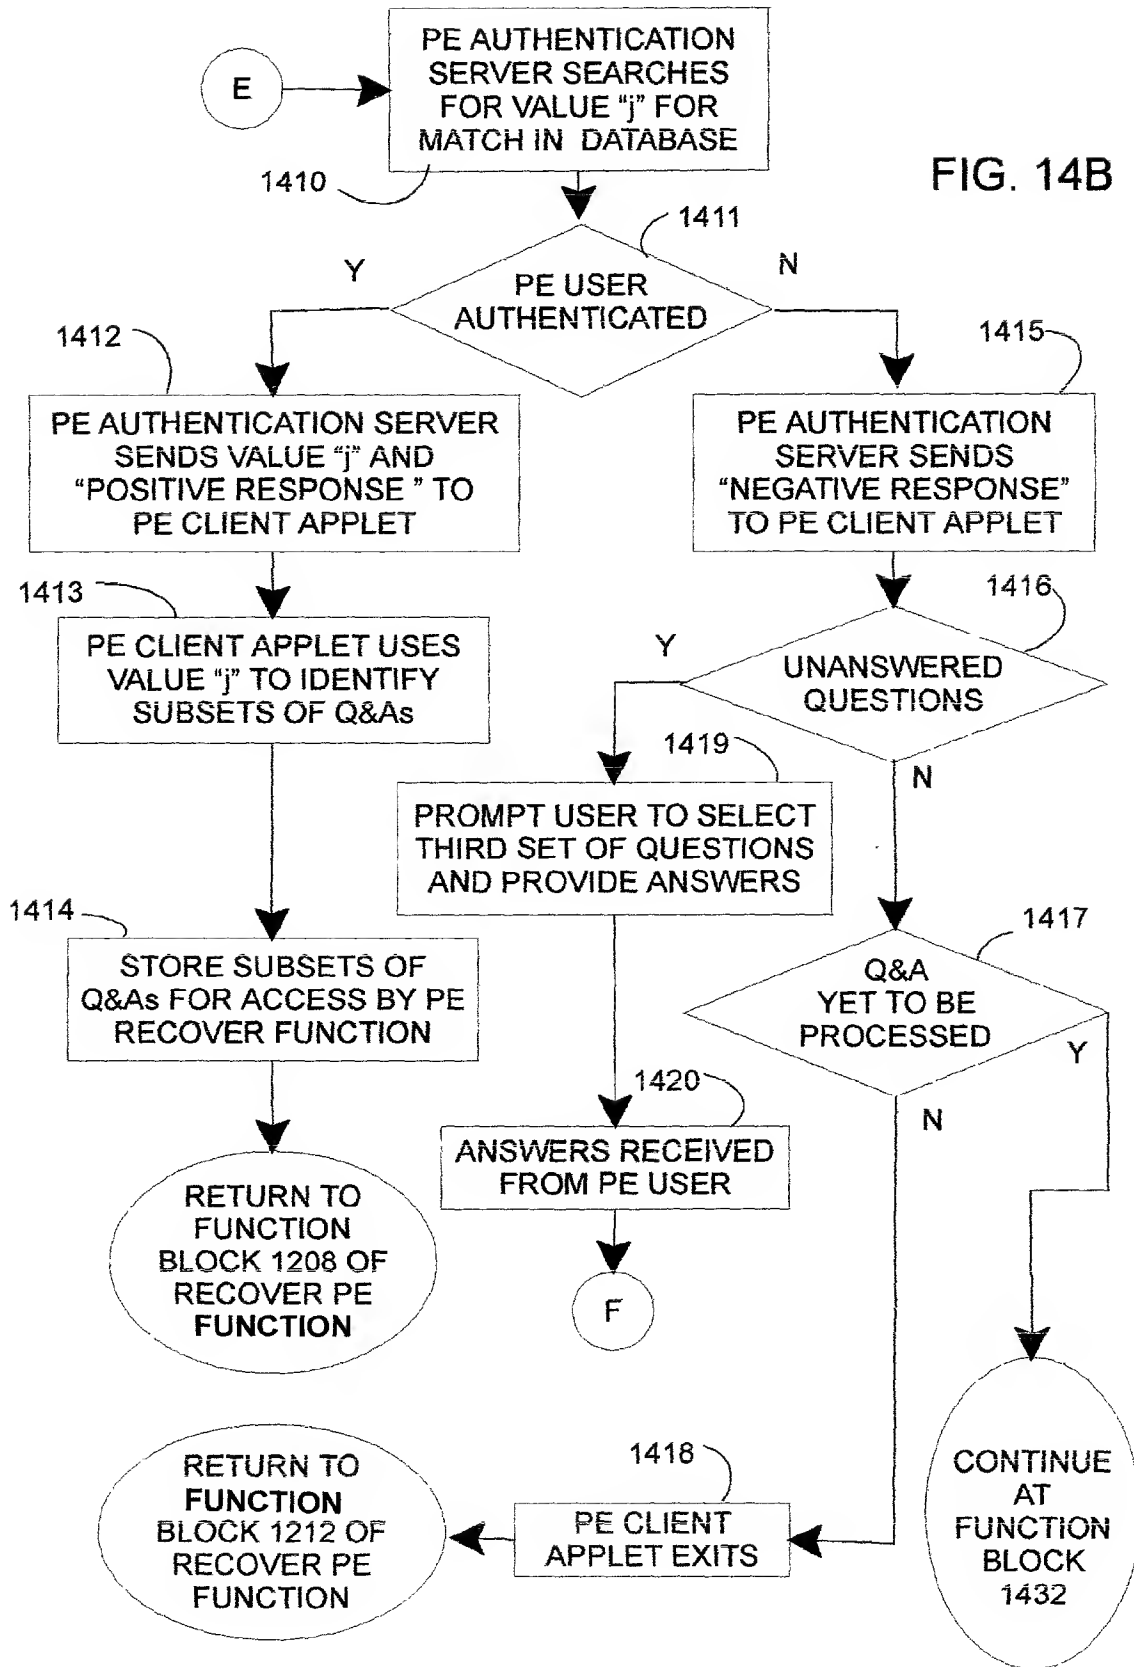 PE AUTHENTICATION
SERVER SEARCHES
FOR VALUE "j" FOR
MATCH IN DATABASE
E
1410
FIG. 14B
1411
Y
N
PE USER
AUTHENTICATED
1412
1415
PE AUTHENTICATION SERVER
SENDS VALUE "j" AND
"POSITIVE RESPONSE " TO
PE CLIENT APPLET
PE AUTHENTICATION
SERVER SENDS
"NEGATIVE RESPONSE"
TO PE CLIENT APPLET
1413
1416
PE CLIENT APPLET USES
VALUE "j" TO IDENTIFY
SUBSETS OF Q&As
Y
UNANSWERED
QUESTIONS
1419
N
PROMPT USER TO SELECT
THIRD SET OF QUESTIONS
AND PROVIDE ANSWERS
1414
1417
STORE SUBSETS OF
Q&As FOR ACCESS BY PE
RECOVER FUNCTION
Q&A
YET TO BE
PROCESSED
Y
1420
N
ANSWERS RECEIVED
FROM PE USER
RETURN TO
FUNCTION
BLOCK 1208 OF
RECOVER PE
FUNCTION
F
1418
RETURN TO
FUNCTION
BLOCK 1212 OF
RECOVER PE
FUNCTION
PE CLIENT
APPLET EXITS
CONTINUE
AT
FUNCTION
BLOCK
1432